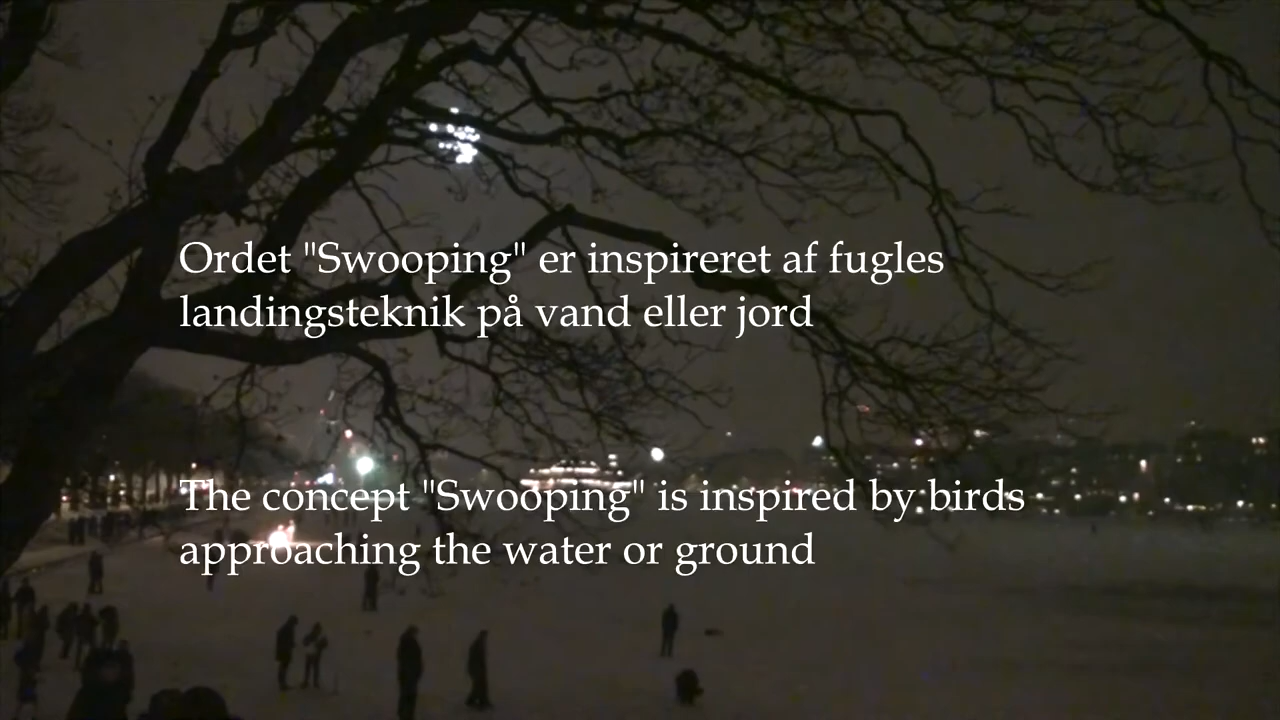 Ordet "Swooping" er inspireret af fugles
landingsteknik på vand eller jord
The concept "Swooping" is inspired by birds
approaching the water or ground